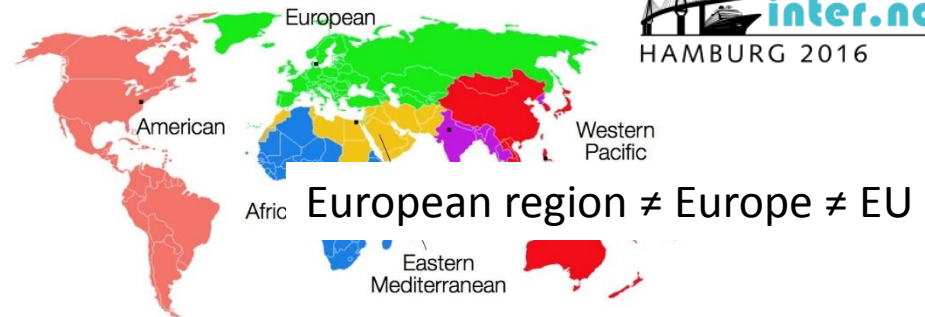 European
inter.no
HAMBURG 2016
American
Western
Pacific
Afric
European region ≠ Europe ≠ EU
Eastern
Mediterranean